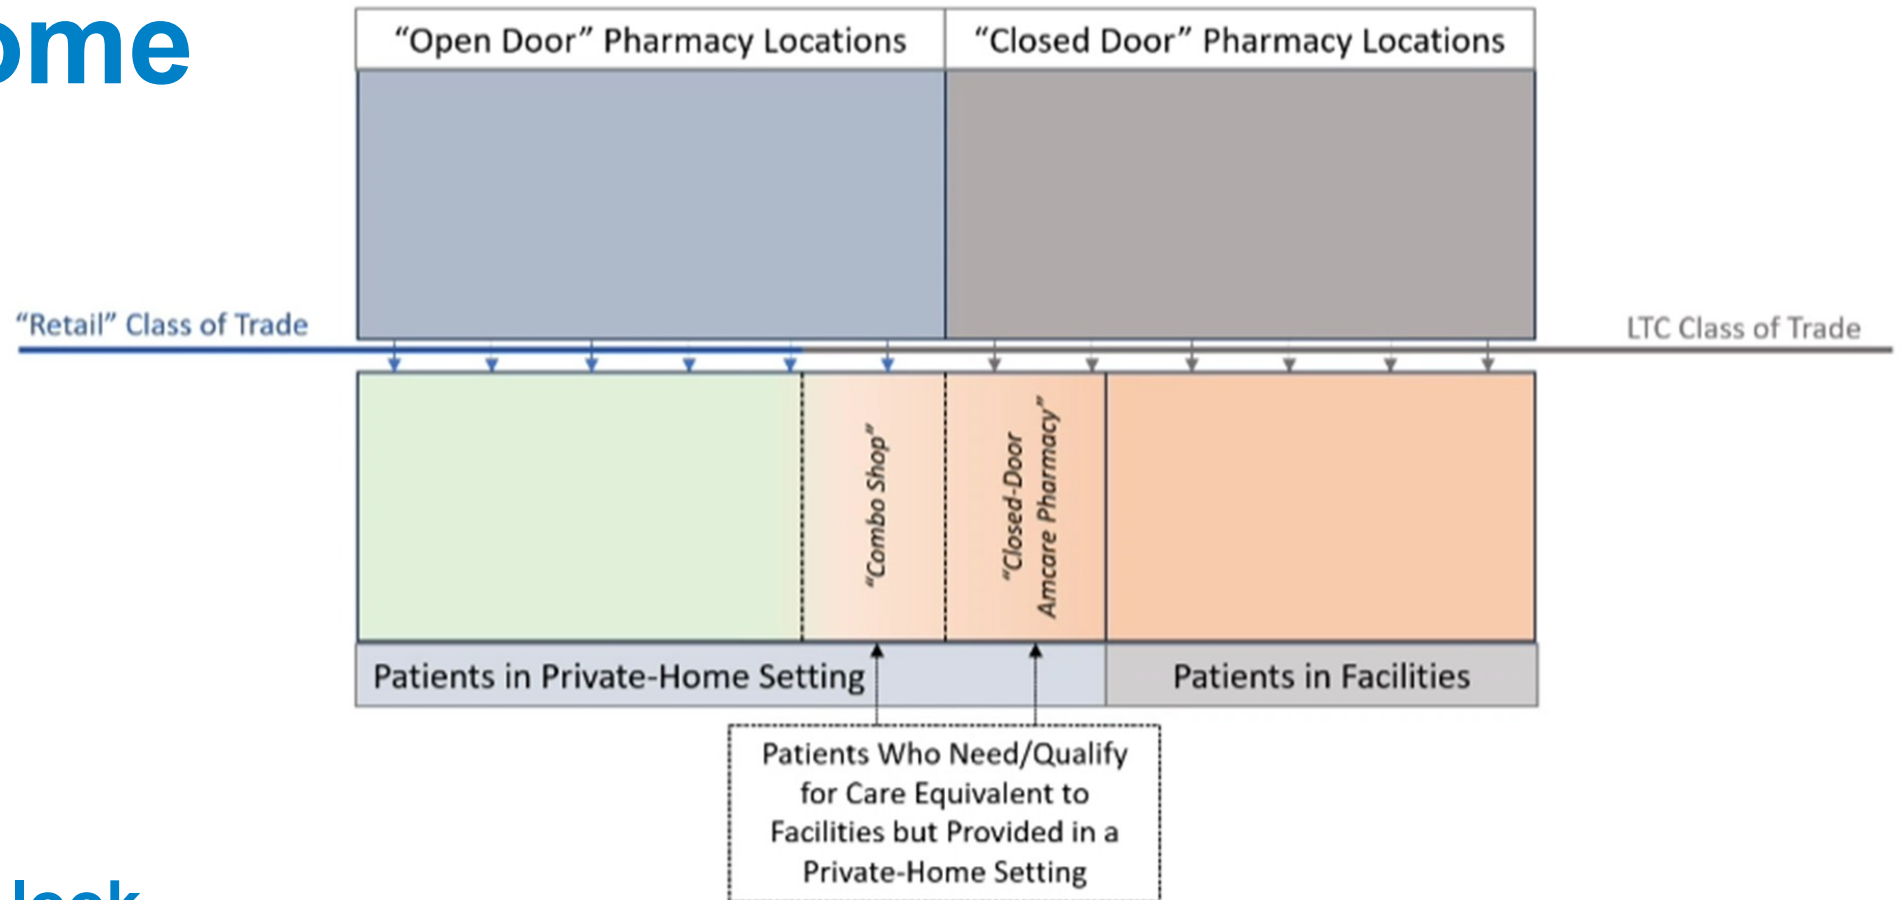 ome
“Open Door” Pharmacy Locations
“Closed Door” Pharmacy Locations
“Retail” Class of Trade
LTC Class of Trade
“Combo Shop”
“Closed-Door
Amcare Pharmacy”
Patients in Private-Home Setting
Patients in Facilities
Patients Who Need/Qualify
for Care Equivalent to
Facilities but Provided in a
Private-Home Setting